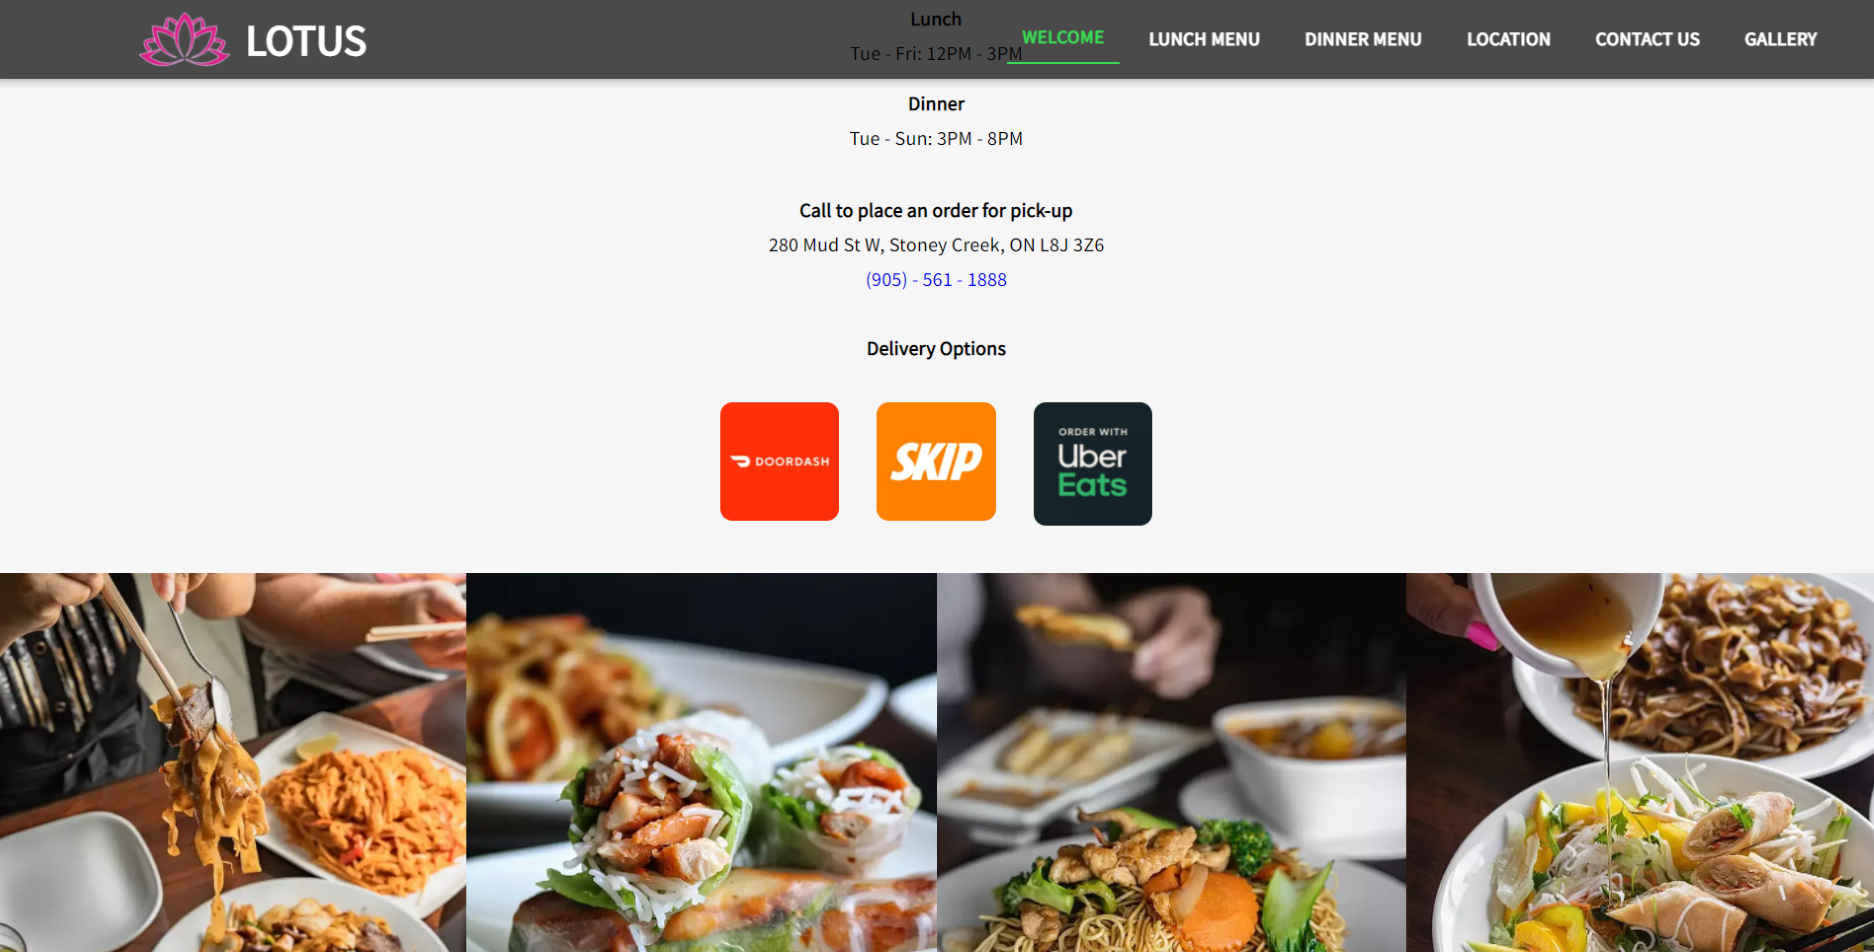 LOTUS
WELCOME
LUNCH MENU
DINNER MENU
LOCATION
CONTACT US
GALLERY
Lunch
Tue - Fri: 12PM - 3PM
Dinner
Tue - Sun: 3PM - 8PM
Call to place an order for pick-up
280 Mud St W, Stoney Creek, ON L8J 3Z6
(905) - 561 - 1888
Delivery Options
DOORDASH
SKIP
ORDER WITH
Uber
Eats